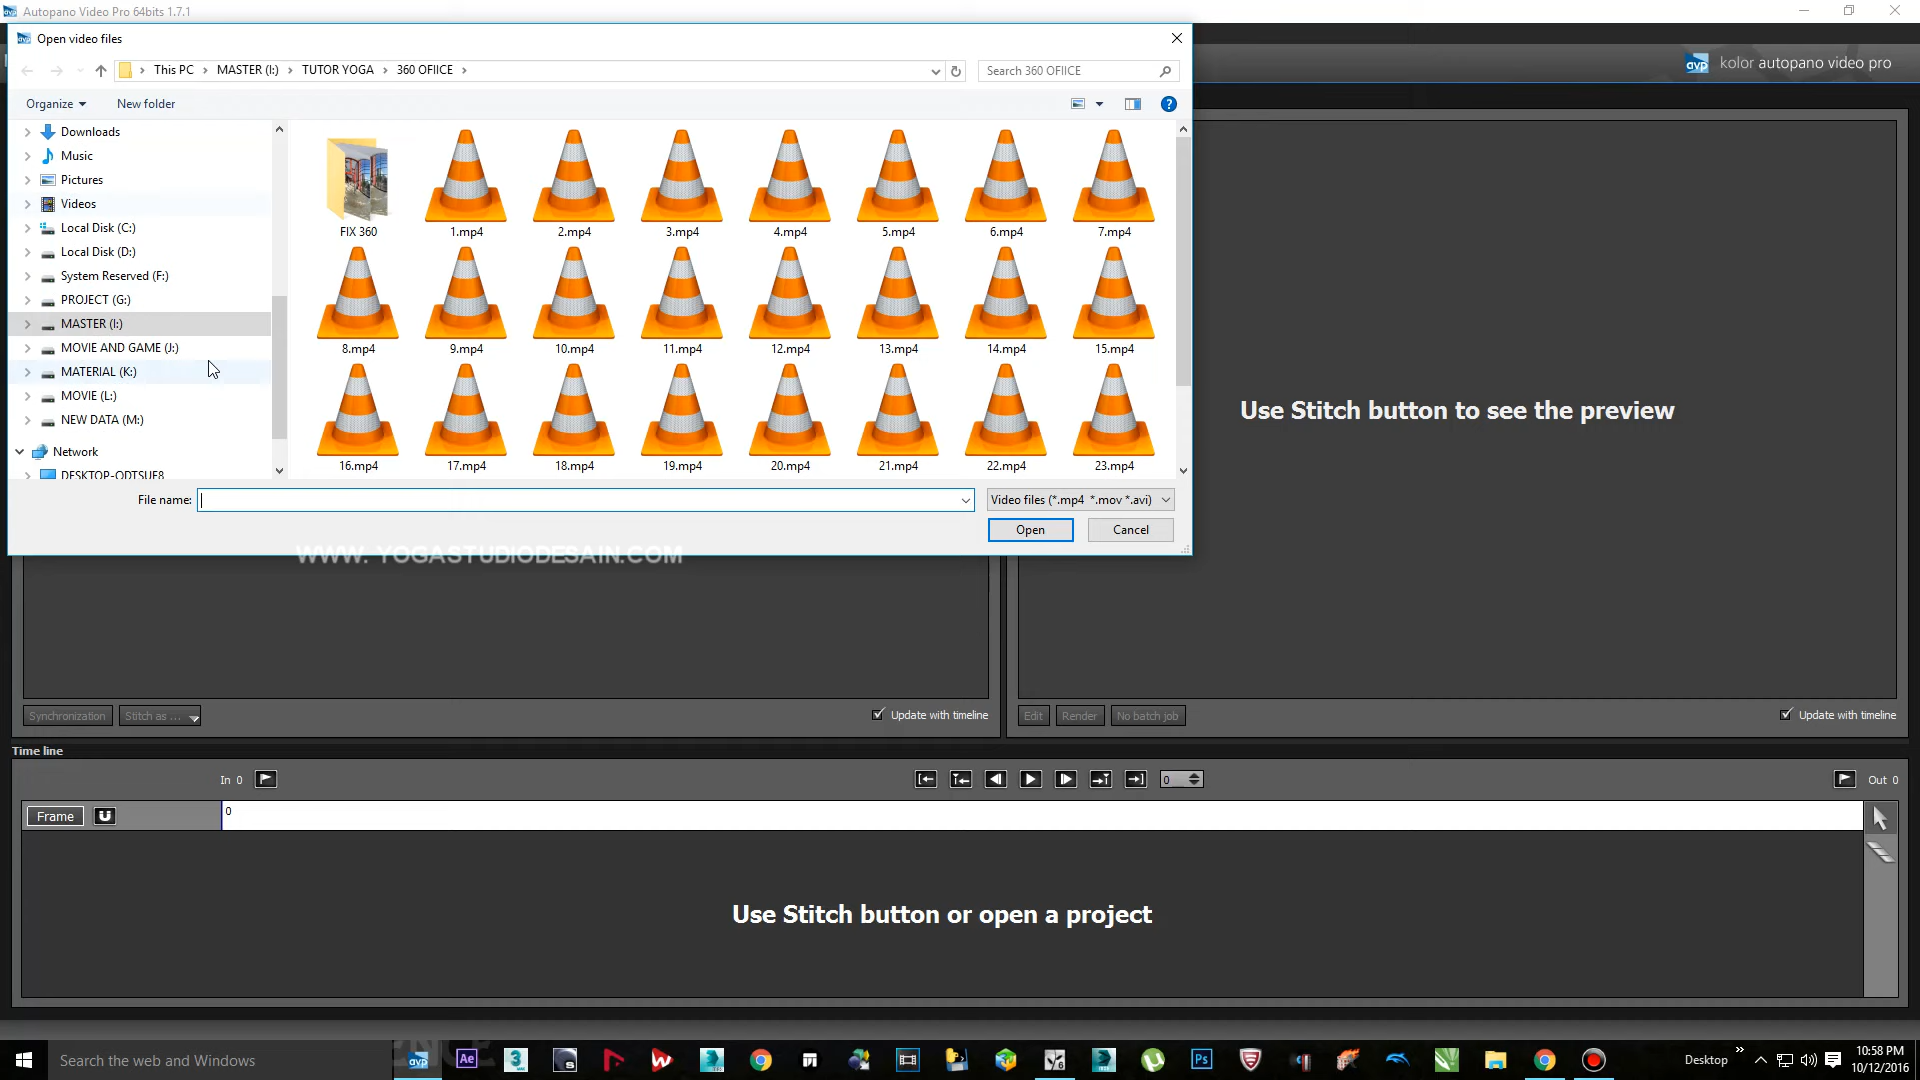 Autopano Video Pro 64bits 1.7.1
Open video files
This PC > MASTER (I:) > TUTOR YOGA > 360 OFIICE >
Search 360 OFIICE
kolor autopano video pro
Organize
New folder
Downloads
Music
Pictures
Videos
Local Disk (C:)
Local Disk (D:)
System Reserved (F:)
PROJECT (G:)
MASTER (I:)
MOVIE AND GAME (J:)
MATERIAL (K:)
MOVIE (L:)
NEW DATA (M:)
Network
DESKTOP-ODTSUF8
FIX 360
1.mp4
2.mp4
3.mp4
4.mp4
5.mp4
6.mp4
7.mp4
8.mp4
9.mp4
10.mp4
11.mp4
12.mp4
13.mp4
14.mp4
15.mp4
16.mp4
17.mp4
18.mp4
19.mp4
20.mp4
21.mp4
22.mp4
23.mp4
File name:
Video files (*.mp4 *.mov *.avi)
Open
Cancel
WWW. YOGASTUDIODESAIN.COM
Use Stitch button to see the preview
Synchronization
Stitch as ...
Update with timeline
Edit
Render
No batch job
Update with timeline
Time line
In 0
0
Out 0
Frame
0
Use Stitch button or open a project
Search the web and Windows
Desktop
10:58 PM
10/12/2016